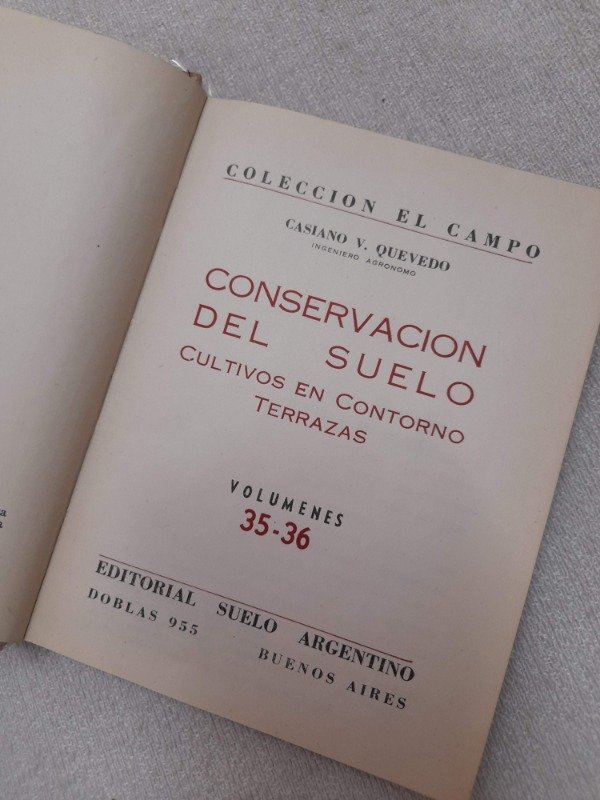 COLECCION EL CAMPO
CASIANO V. QUEVEDO
INGENIERO AGRONOMO
CONSERVACION
DEL SUELO
CULTIVOS EN CONTORNO
TERRAZAS
VOLUMENES
35-36
EDITORIAL SUELO ARGENTINO
DOBLAS 955 BUENOS AIRES